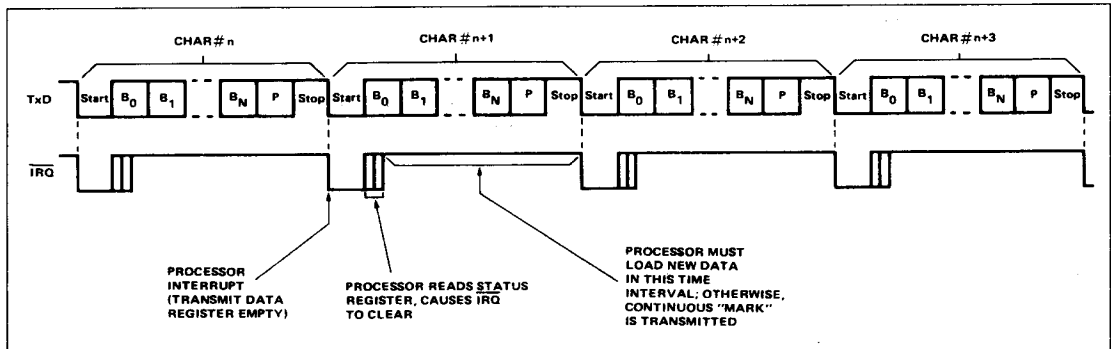 CHAR#n CHAR#n+1 CHAR#n+2 CHAR#n+3
TxD Start B0 B1 BN P Stop Start B0 B1 BN P Stop Start B0 B1 BN P Stop Start B0 B1 BN P Stop
IRQ
PROCESSOR
INTERRUPT
(TRANSMIT DATA
REGISTER EMPTY)
PROCESSOR READS STATUS
REGISTER, CAUSES IRQ
TO CLEAR
PROCESSOR MUST
LOAD NEW DATA
IN THIS TIME
INTERVAL; OTHERWISE,
CONTINUOUS "MARK"
IS TRANSMITTED